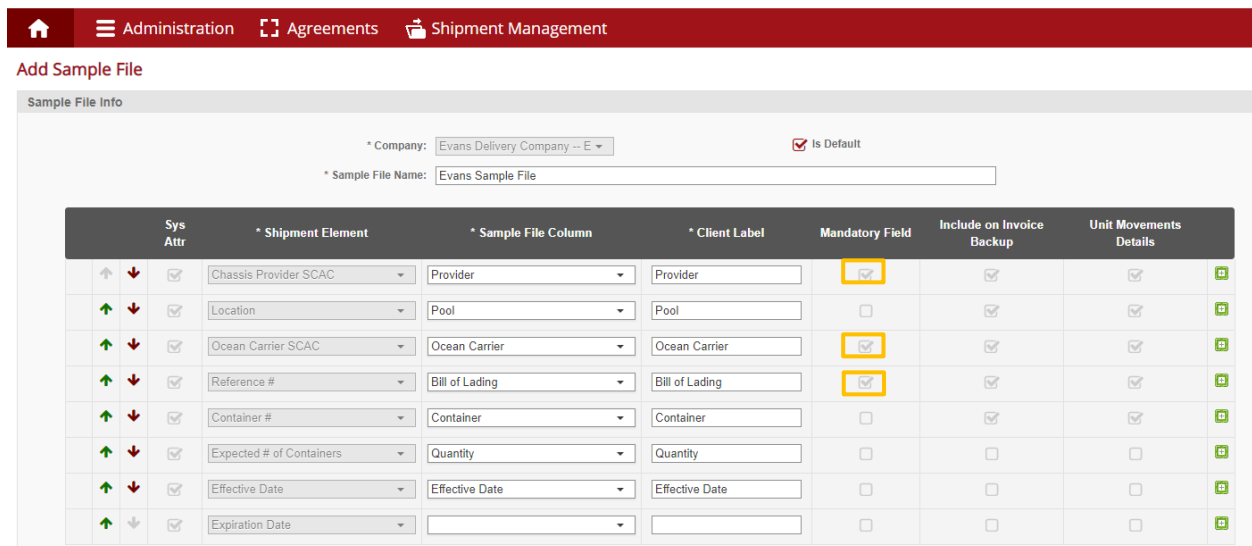 Administration Agreements Shipment Management
Add Sample File
Sample File Info
* Company: Evans Delivery Company -- E Is Default
* Sample File Name: Evans Sample File
Sys Attr * Shipment Element * Sample File Column * Client Label Mandatory Field Include on Invoice Backup Unit Movements Details
Chassis Provider SCAC Provider Provider
Location Pool Pool
Ocean Carrier SCAC Ocean Carrier Ocean Carrier
Reference # Bill of Lading Bill of Lading
Container # Container Container
Expected # of Containers Quantity Quantity
Effective Date Effective Date Effective Date
Expiration Date